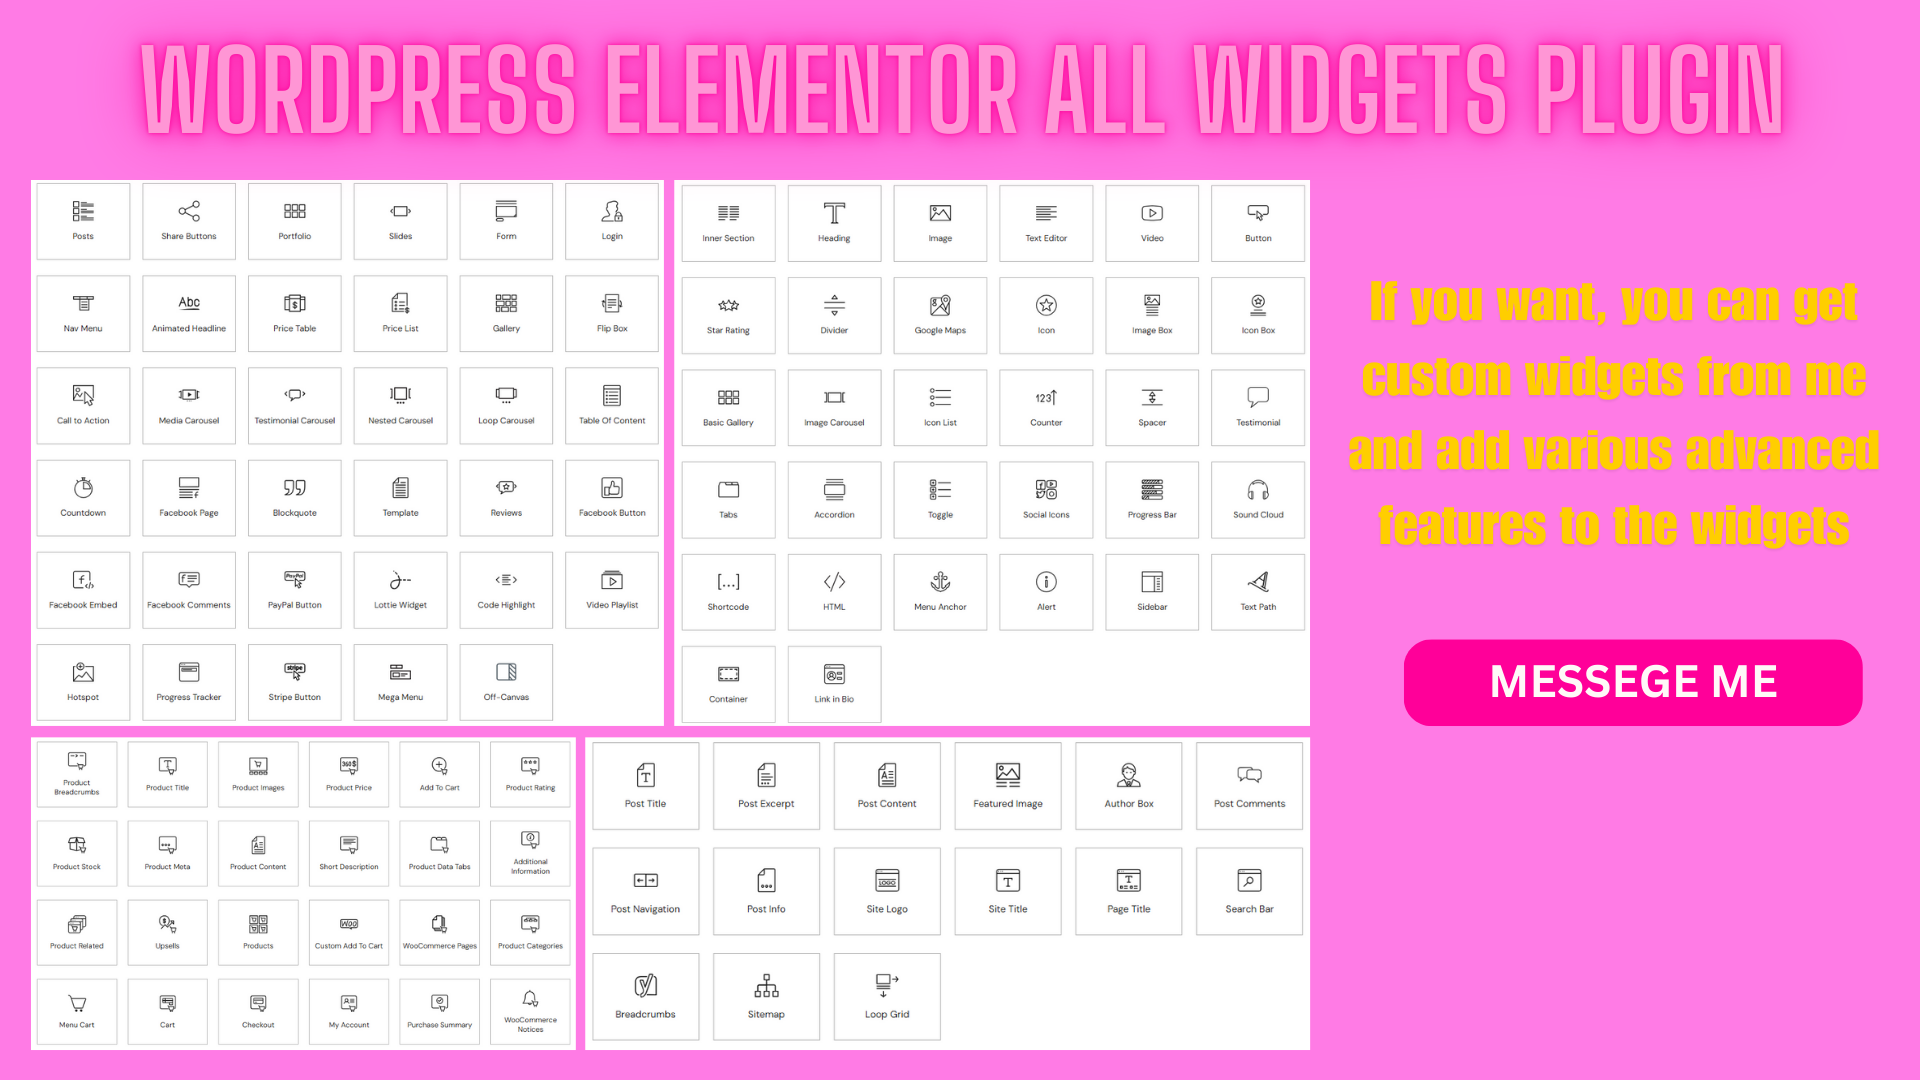 WORDPRESS ELEMENTOR ALL WIDGETS PLUGIN
Posts
Share Buttons
Portfolio
Slides
Form
Login
Abc
Nav Menu
Animated Headline
Price Table
Price List
Gallery
Flip Box
Call to Action
Media Carousel
Testimonial Carousel
Nested Carousel
Loop Carousel
Table Of Content
Countdown
Facebook Page
Blockquote
Template
Reviews
Facebook Button
PayPal
Facebook Embed
Facebook Comments
PayPal Button
Lottie Widget
Code Highlight
Video Playlist
stripe
Hotspot
Progress Tracker
Stripe Button
Mega Menu
Off-Canvas
Inner Section
Heading
Image
Text Editor
Video
Button
Star Rating
Divider
Google Maps
Icon
Image Box
Icon Box
123
Basic Gallery
Image Carousel
Icon List
Counter
Spacer
Testimonial
Tabs
Accordion
Toggle
Social Icons
Progress Bar
Sound Cloud
[...]
</>
Shortcode
HTML
Menu Anchor
Alert
Sidebar
Text Path
Container
Link in Bio
If you want, you can get
custom widgets from me
and add various advanced
features to the widgets
MESSEGE ME
Product
Breadcrumbs
Product Title
Product Images
360 $
Product Price
Add To Cart
Product Rating
Product Stock
Product Meta
Product Content
Short Description
Product Data Tabs
Additional
Information
Product Related
Upsells
Products
WOO
Custom Add To Cart
WooCommerce Pages
Product Categories
Menu Cart
Cart
Checkout
My Account
Purchase Summary
WooCommerce
Notices
Post Title
Post Excerpt
Post Content
Featured Image
Author Box
Post Comments
LOGO
Post Navigation
Post Info
Site Logo
Site Title
Page Title
Search Bar
Breadcrumbs
Sitemap
Loop Grid